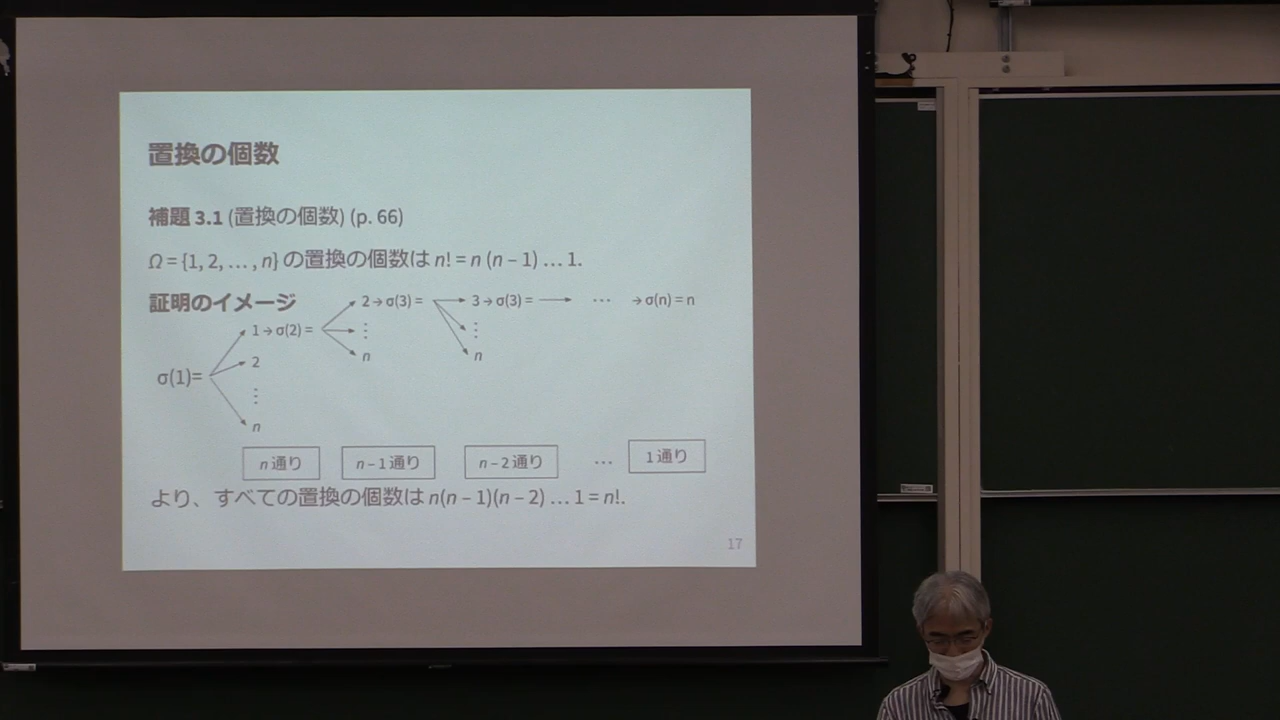 置換の個数
補題 3.1 (置換の個数) (p. 66)
Ω = {1, 2, … , n} の置換の個数は n! = n (n − 1) … 1.
証明のイメージ
2 → σ(3) =
3 → σ(3) =
⋯
→ σ(n) = n
1 → σ(2) =
⋮
⋮
n
n
2
σ(1)=
⋮
n
n 通り
n − 1 通り
n − 2 通り
…
1 通り
より、すべての置換の個数は n(n − 1)(n − 2) … 1 = n!.
17